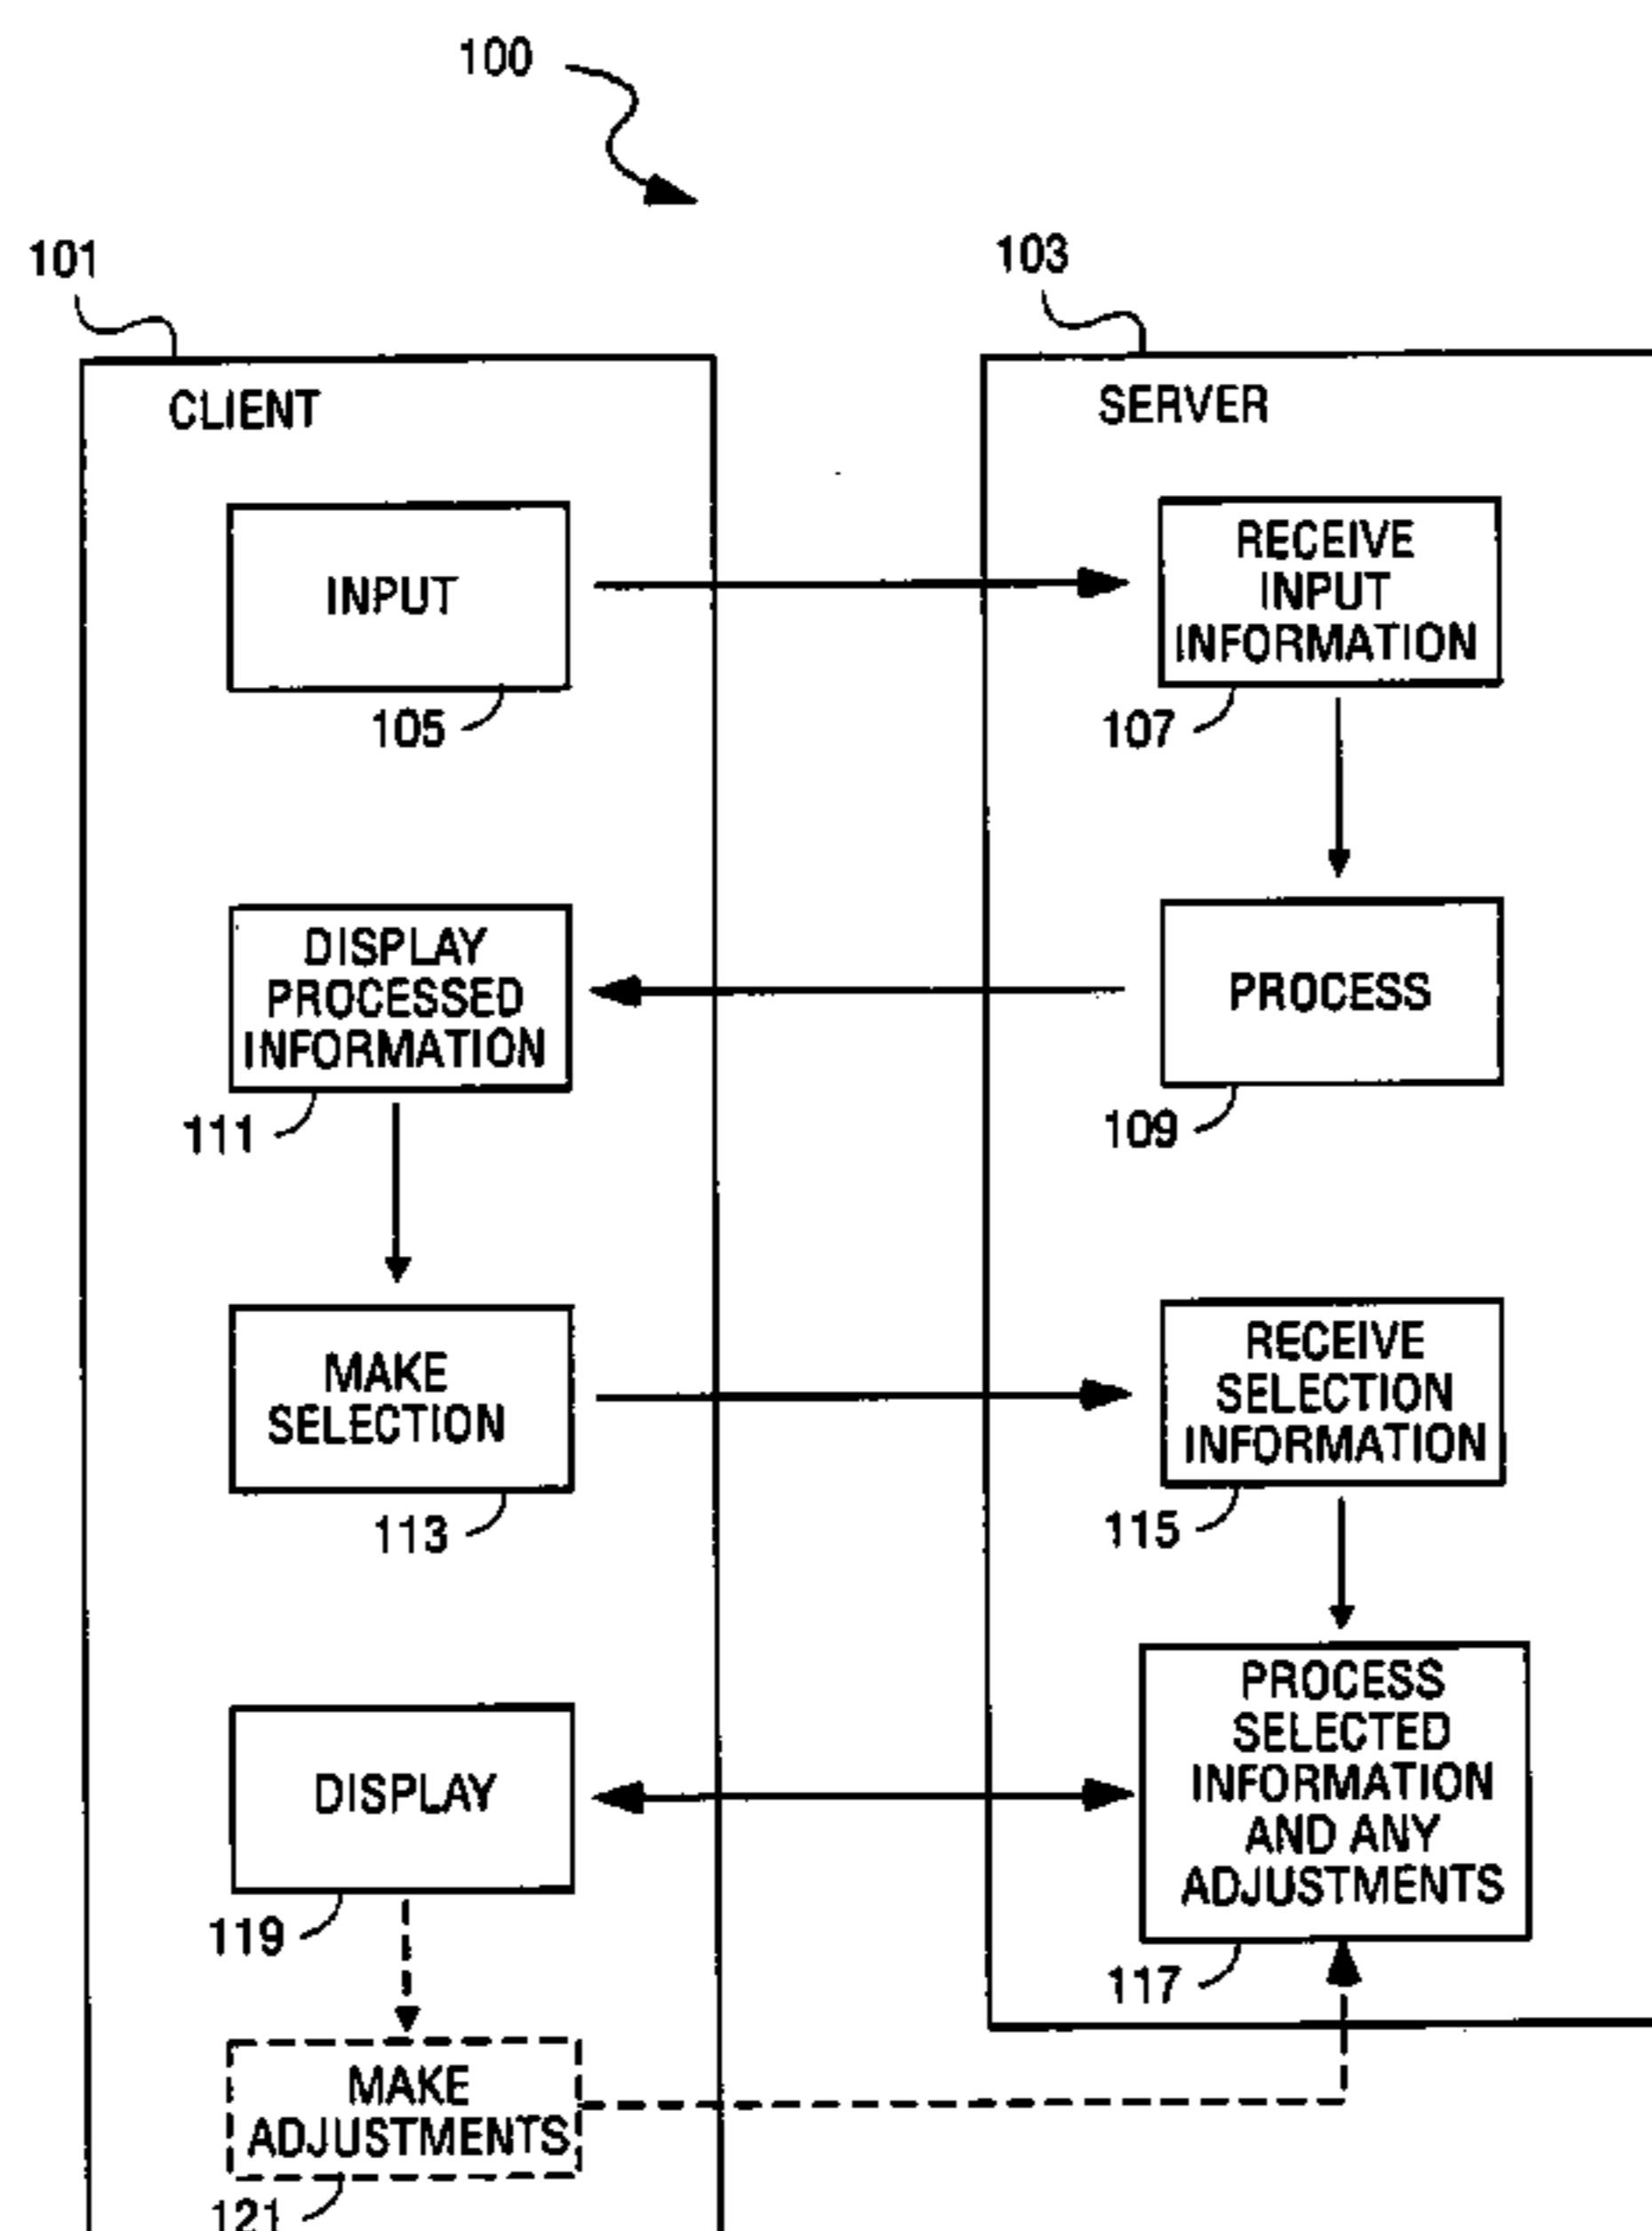 100
101
103
CLIENT
SERVER
INPUT
105
RECEIVE
INPUT
INFORMATION
107
DISPLAY
PROCESSED
INFORMATION
111
PROCESS
109
MAKE
SELECTION
113
RECEIVE
SELECTION
INFORMATION
115
DISPLAY
119
PROCESS
SELECTED
INFORMATION
AND ANY
ADJUSTMENTS
117
MAKE
ADJUSTMENTS
121